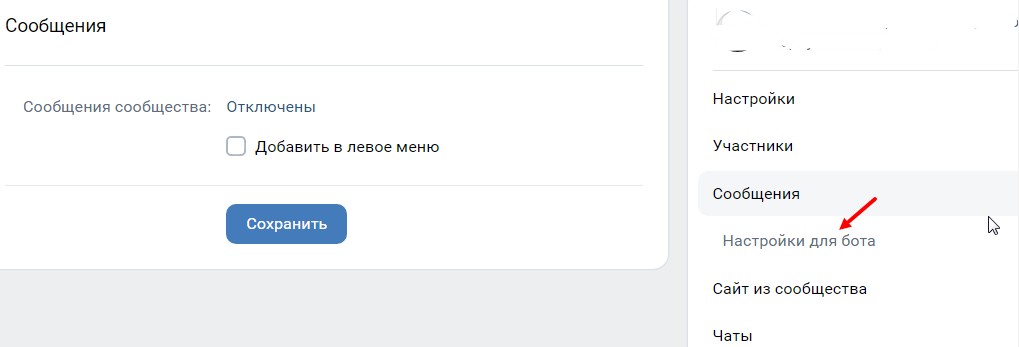 Сообщения
Сообщения сообщества: Отключены
Добавить в левое меню
Сохранить
Настройки
Участники
Сообщения
Настройки для бота
Сайт из сообщества
Чаты